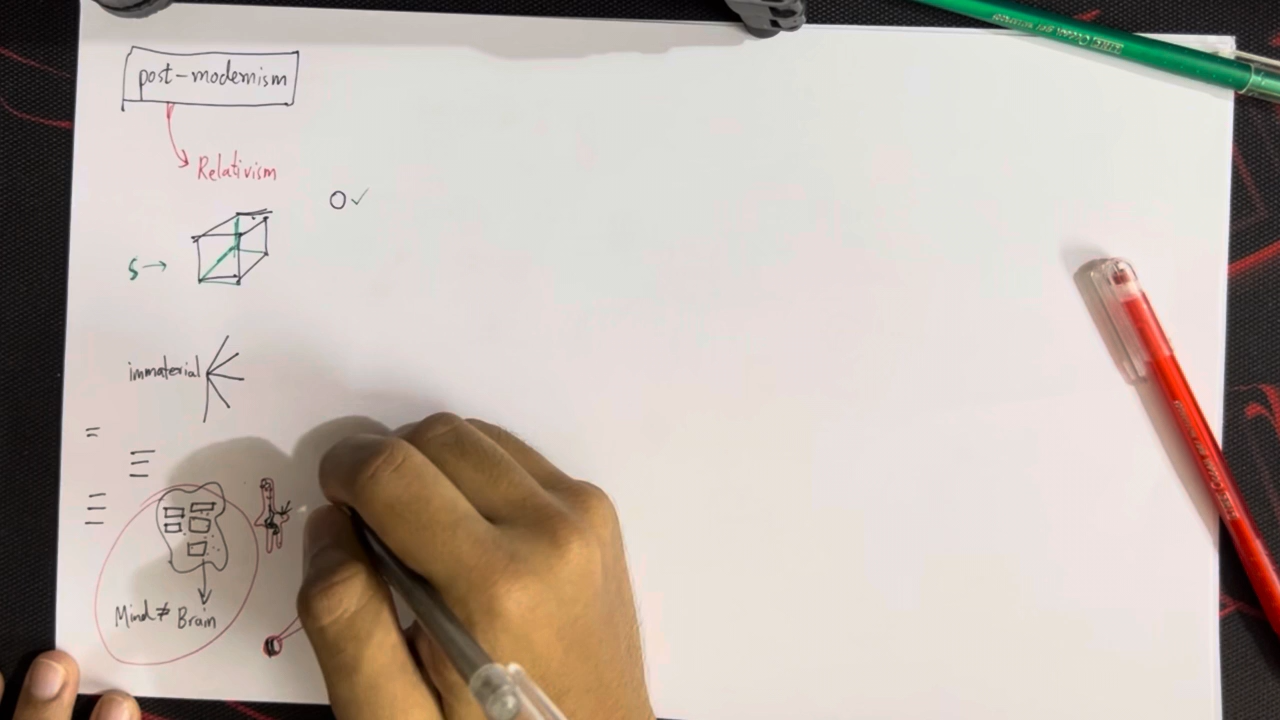 post-modernism
Relativism
S →
immaterial
Mind ≠ Brain